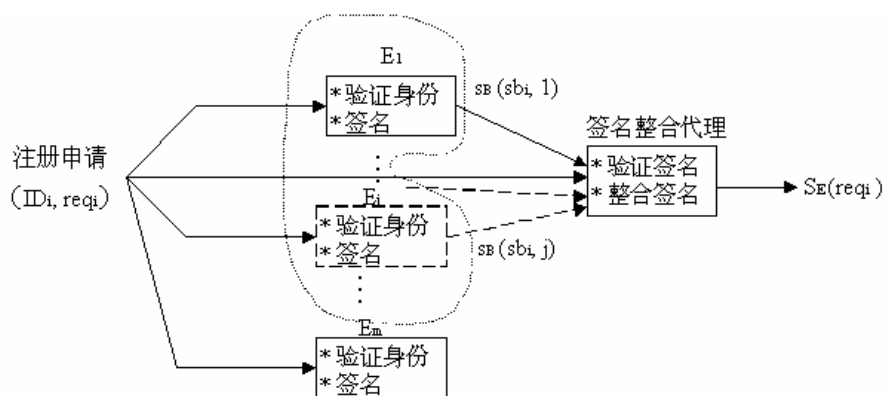 E1
* 验证身份
* 签名
sB (sbi, 1)
签名整合代理
* 验证签名
* 整合签名
注册申请
(IDi, reqi)
SE(reqi)
Ej
* 验证身份
* 签名
sB (sbi, j)
Em
* 验证身份
* 签名